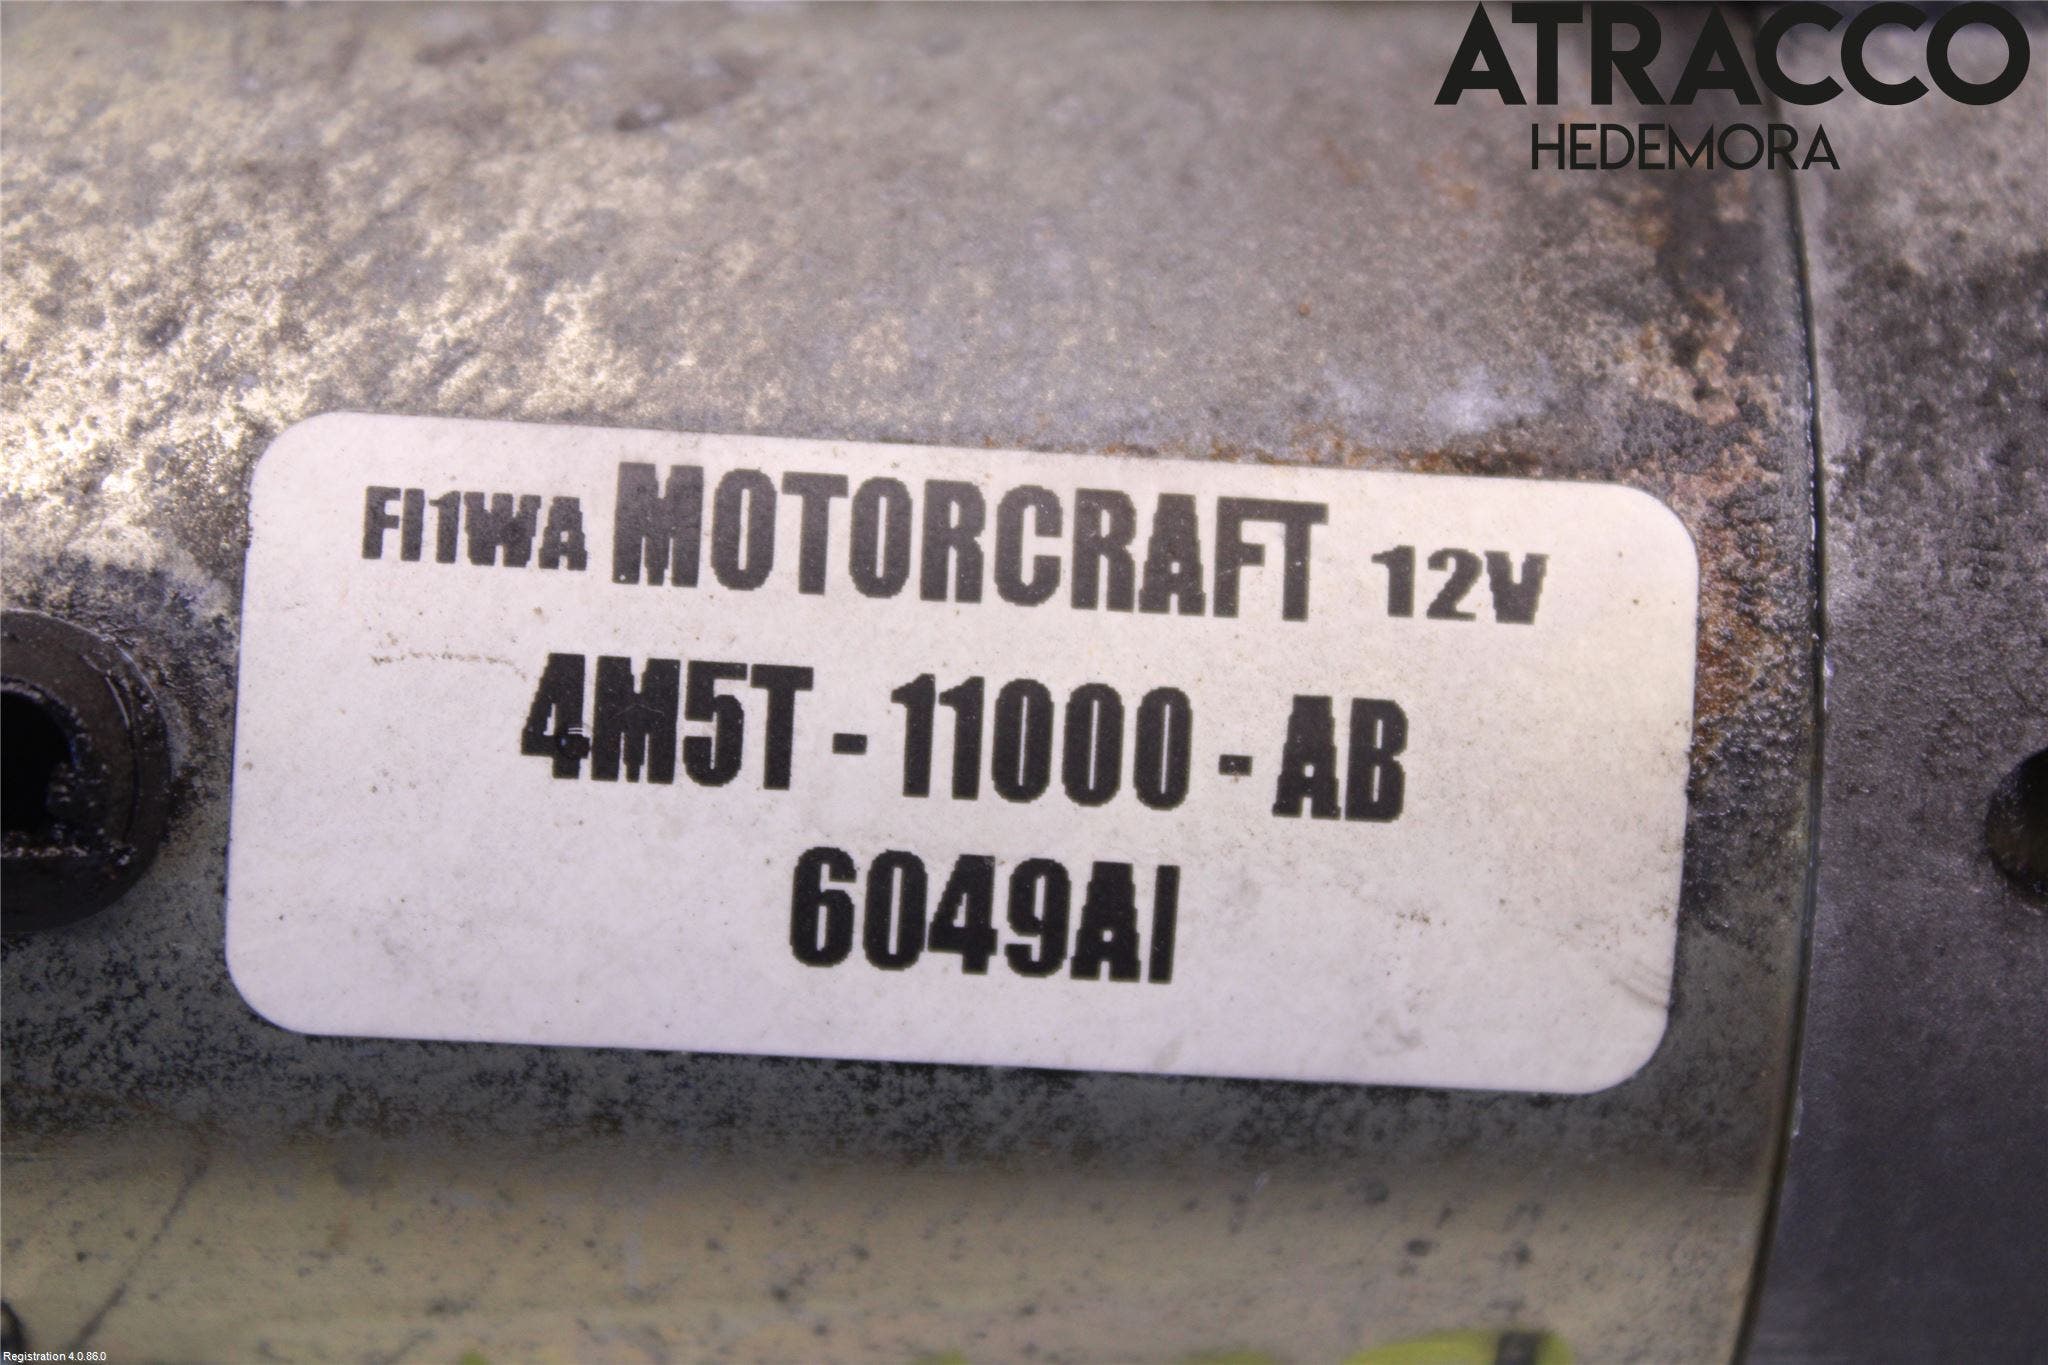 ATRACCO
HEDEMORA
FI1WA MOTORCRAFT 12V
4M5T - 11000 - AB
6049AI
Registration 4.0.86.0